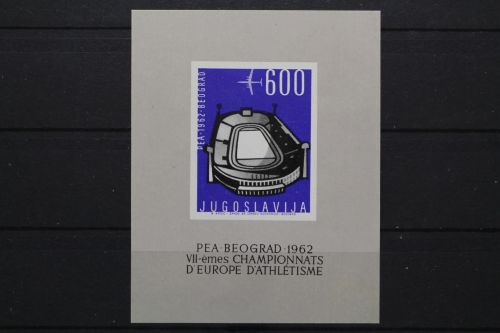 600
PEA·1962·BEOGRAD
JUGOSLAVIJA
PEA·BEOGRAD·1962
VII-èmes CHAMPIONNATS
D'EUROPE D'ATHLÉTISME